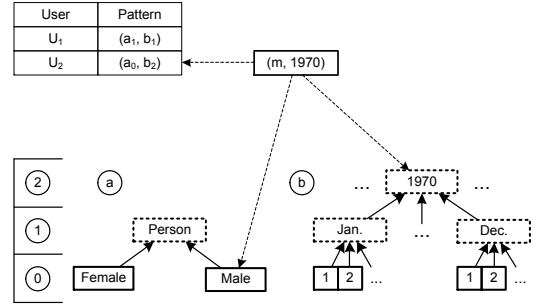 User Pattern
U₁ (a₁, b₁)
U₂ (a₀, b₂)
(m, 1970)
2 a b ... 1970 ...
1 Person Jan. ... Dec.
0 Female Male 1 2 ... 1 2 ...